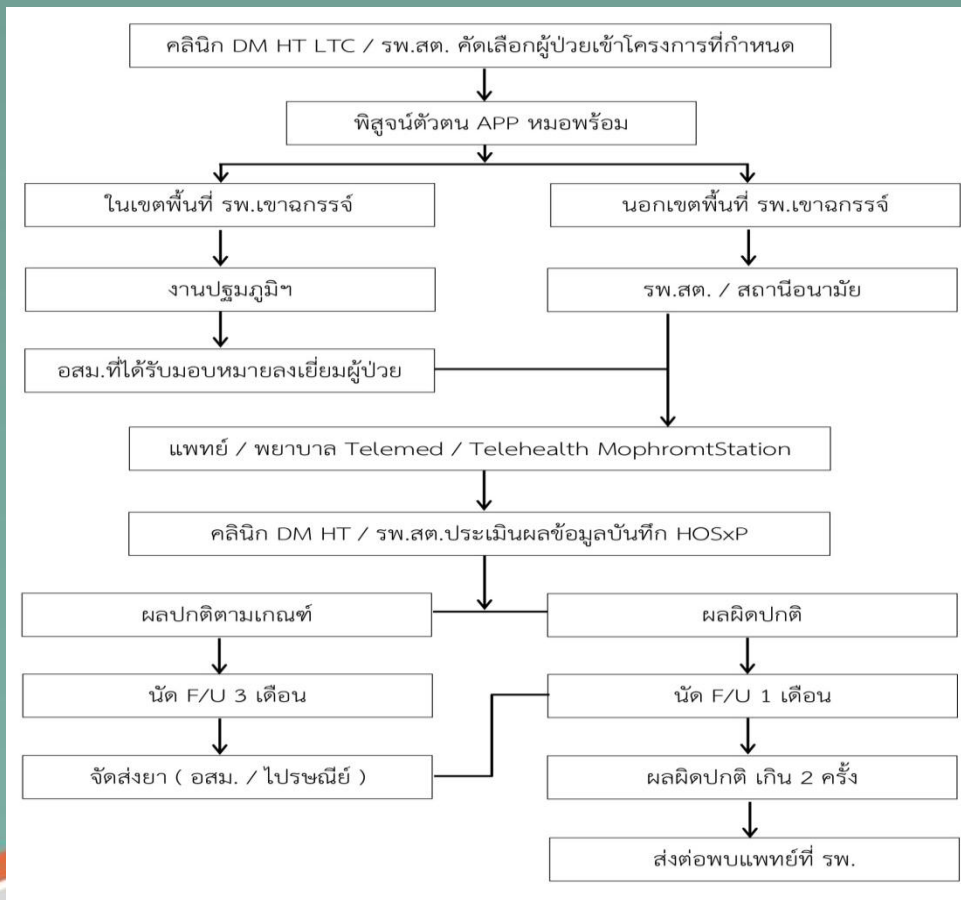 คลินิก DM HT LTC / รพ.สต. คัดเลือกผู้ป่วยเข้าโครงการที่กำหนด
พิสูจน์ตัวตน APP หมอพร้อม
ในเขตพื้นที่ รพ.เขาฉกรรจ์
นอกเขตพื้นที่ รพ.เขาฉกรรจ์
งานปฐมภูมิฯ
รพ.สต. / สถานีอนามัย
อสม.ที่ได้รับมอบหมายลงเยี่ยมผู้ป่วย
แพทย์ / พยาบาล Telemed / Telehealth MophromtStation
คลินิก DM HT / รพ.สต.ประเมินผลข้อมูลบันทึก HOSxP
ผลปกติตามเกณฑ์
ผลผิดปกติ
นัด F/U 3 เดือน
นัด F/U 1 เดือน
จัดส่งยา ( อสม. / ไปรษณีย์ )
ผลผิดปกติ เกิน 2 ครั้ง
ส่งต่อพบแพทย์ที่ รพ.